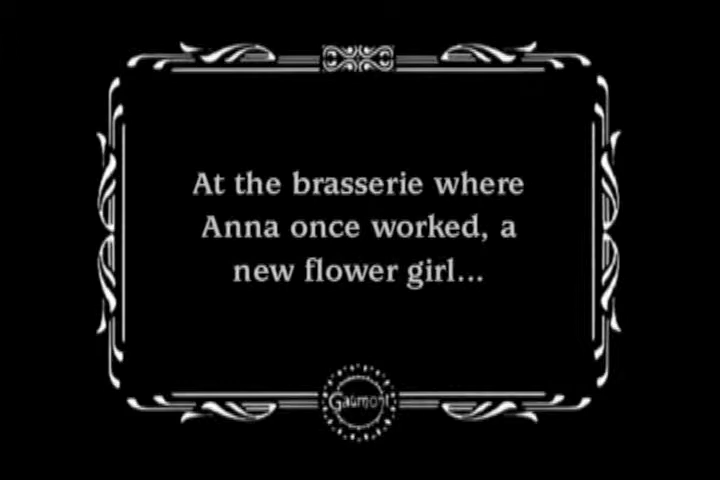 At the brasserie where
Anna once worked, a
new flower girl...
Gaumont